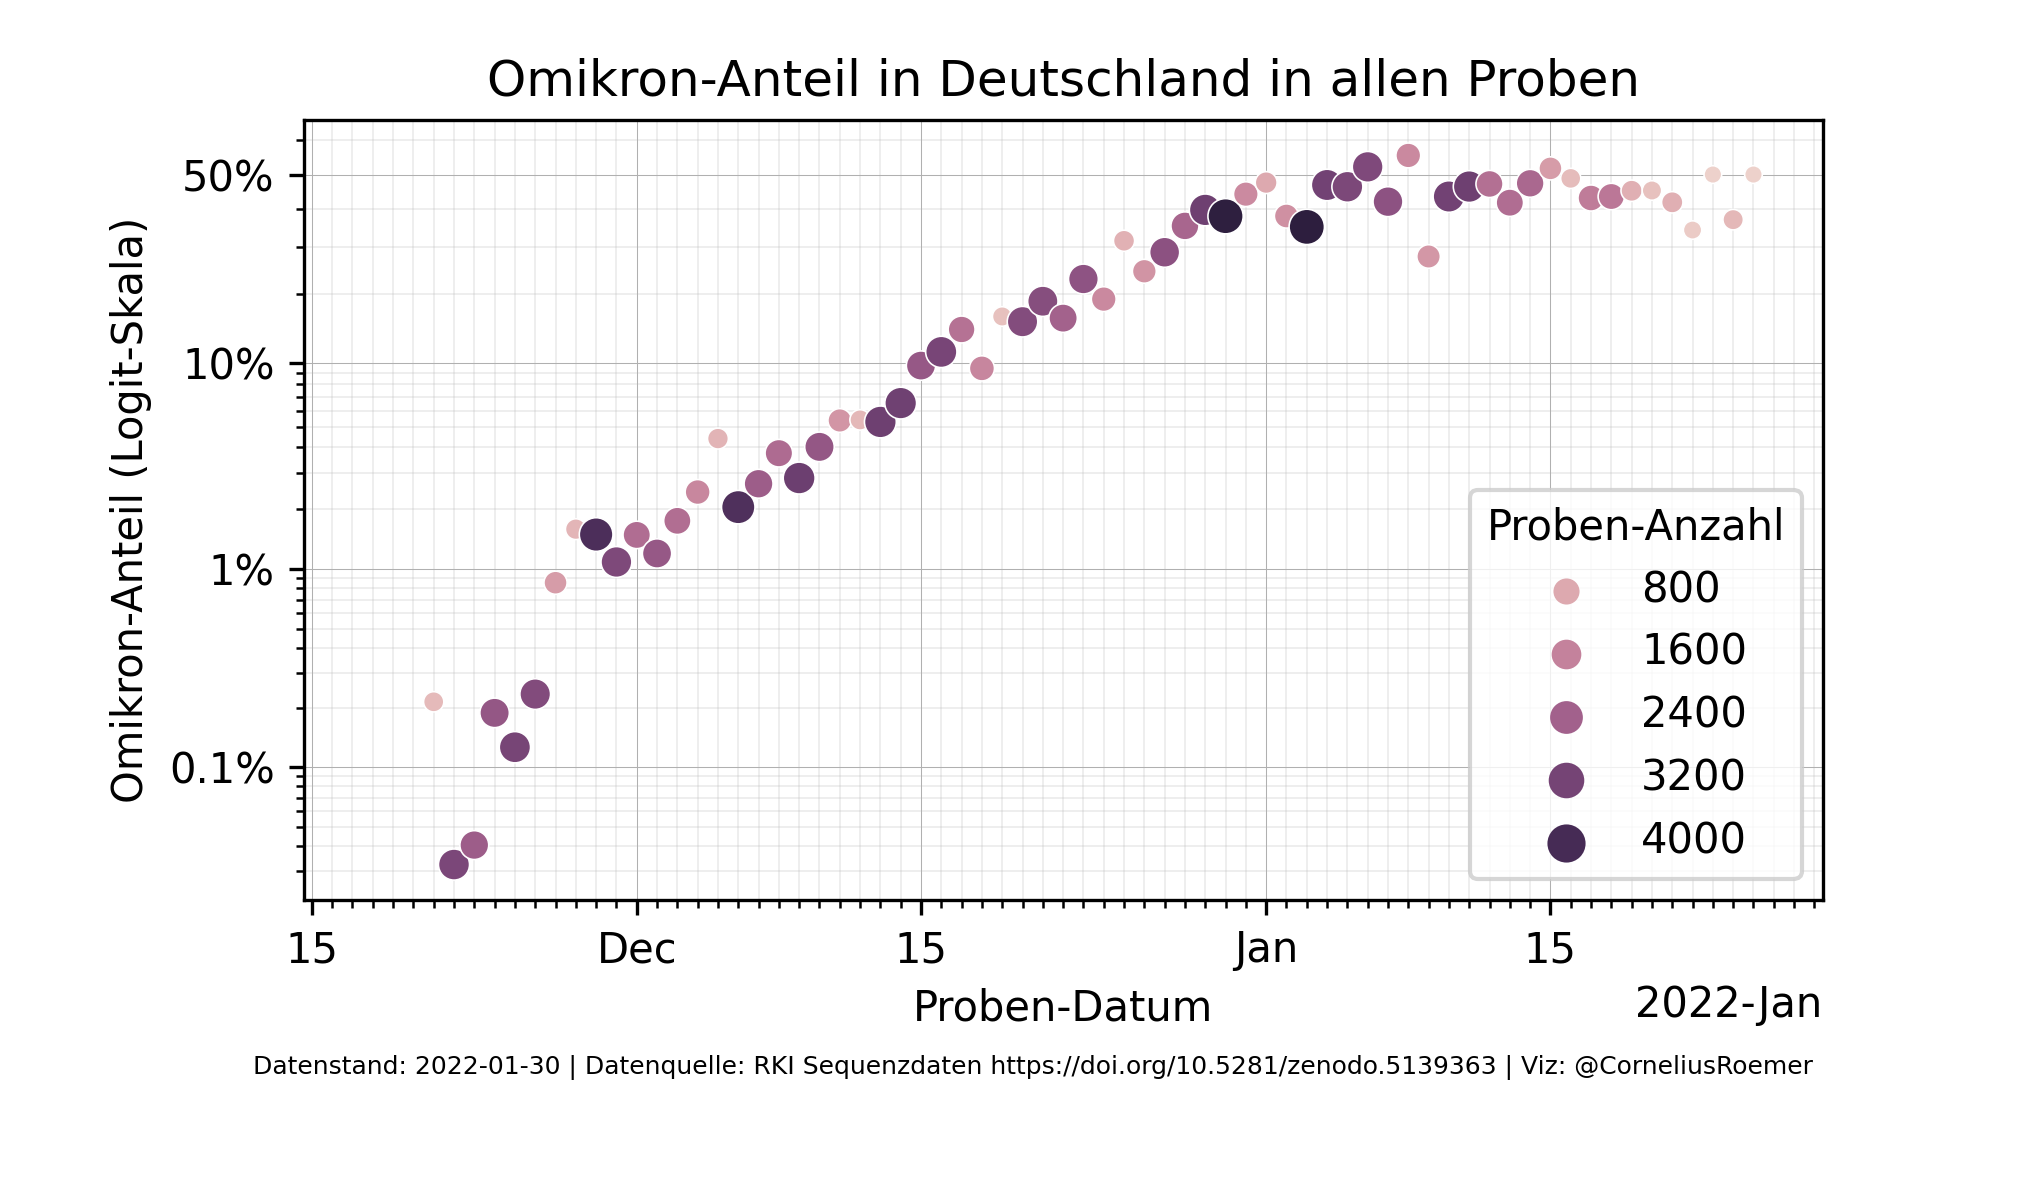 Omikron-Anteil in Deutschland in allen Proben
Omikron-Anteil (Logit-Skala)
50%
10%
1%
0.1%
Proben-Anzahl
800
1600
2400
3200
4000
15
Dec
15
Jan
15
Proben-Datum
2022-Jan
Datenstand: 2022-01-30 | Datenquelle: RKI Sequenzdaten https://doi.org/10.5281/zenodo.5139363 | Viz: @CorneliusRoemer